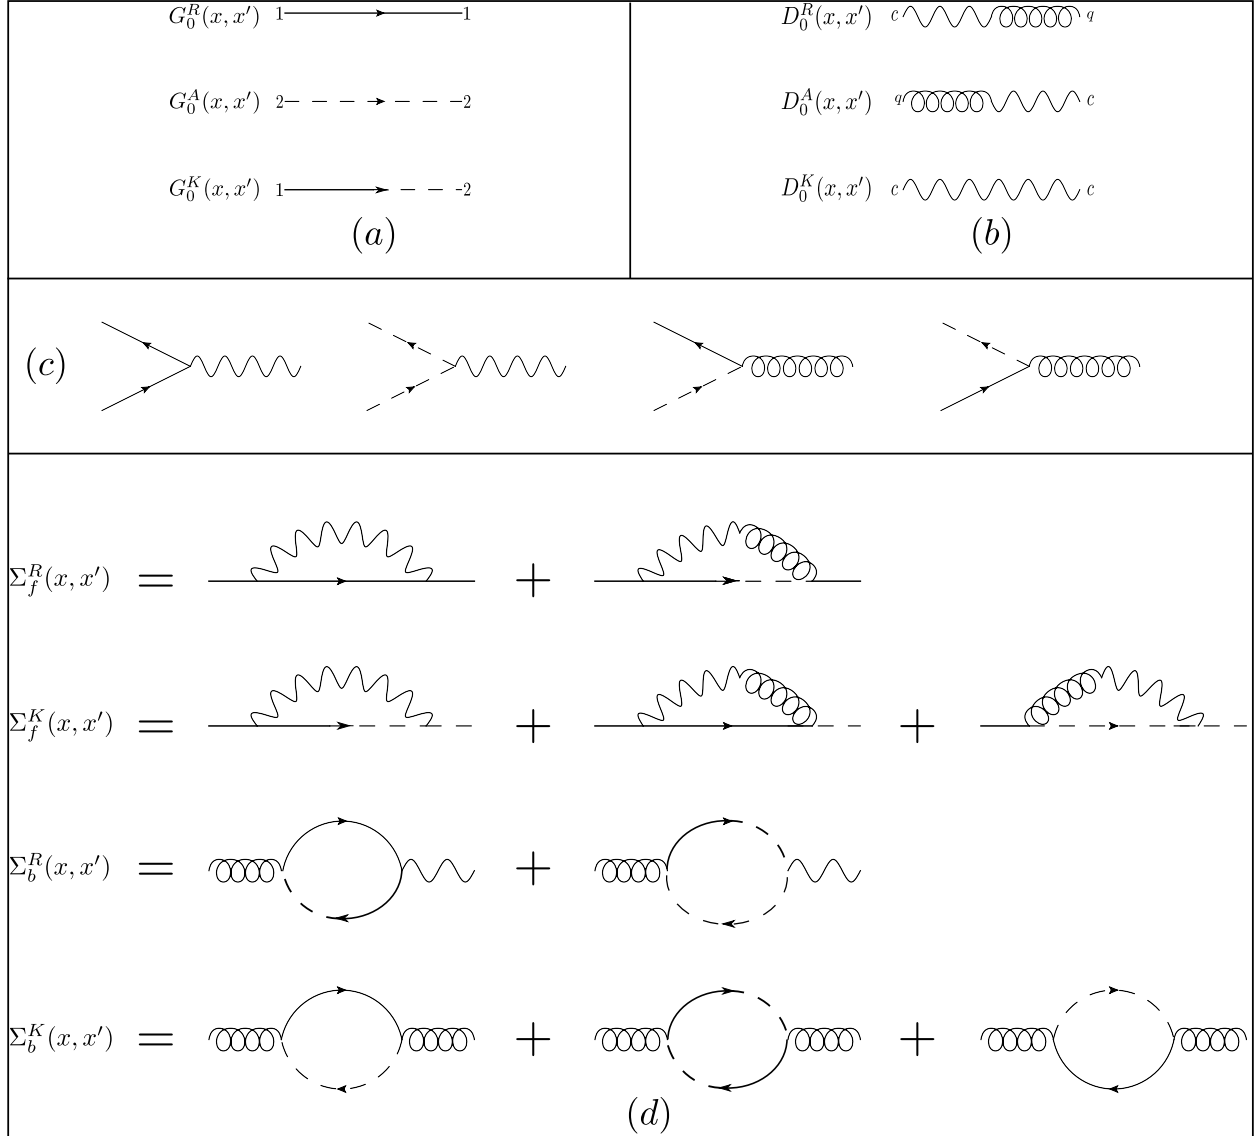 G_0^R(x, x′) 1 1
G_0^A(x, x′) 2 2
G_0^K(x, x′) 1 2
(a)
D_0^R(x, x′) c q
D_0^A(x, x′) q c
D_0^K(x, x′) c c
(b)
(c)
Σ_f^R(x, x′) = +
Σ_f^K(x, x′) = + +
Σ_b^R(x, x′) = +
Σ_b^K(x, x′) = + +
(d)